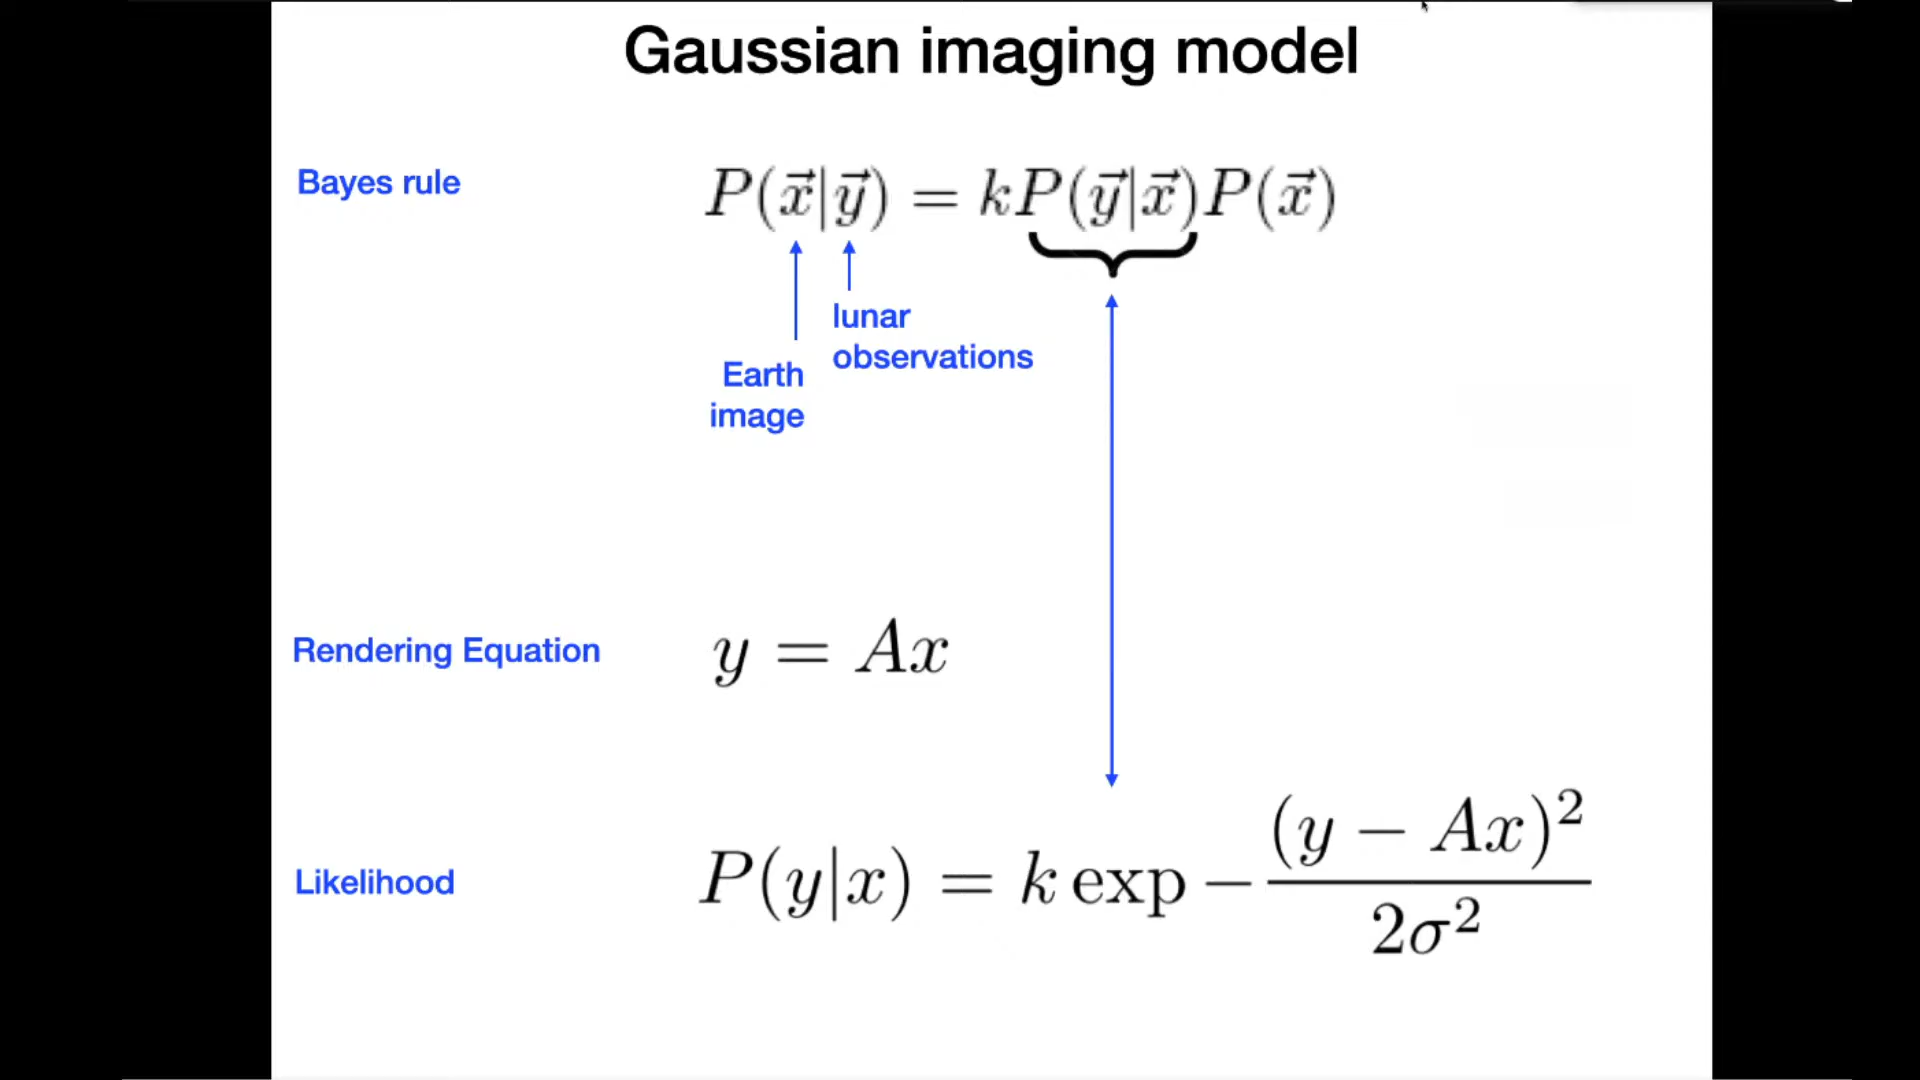 Gaussian imaging model
Bayes rule
P(x⃗|y⃗) = kP(y⃗|x⃗)P(x⃗)
lunar
observations
Earth
image
Rendering Equation
y = Ax
Likelihood
P(y|x) = k exp − (y − Ax)² / 2σ²